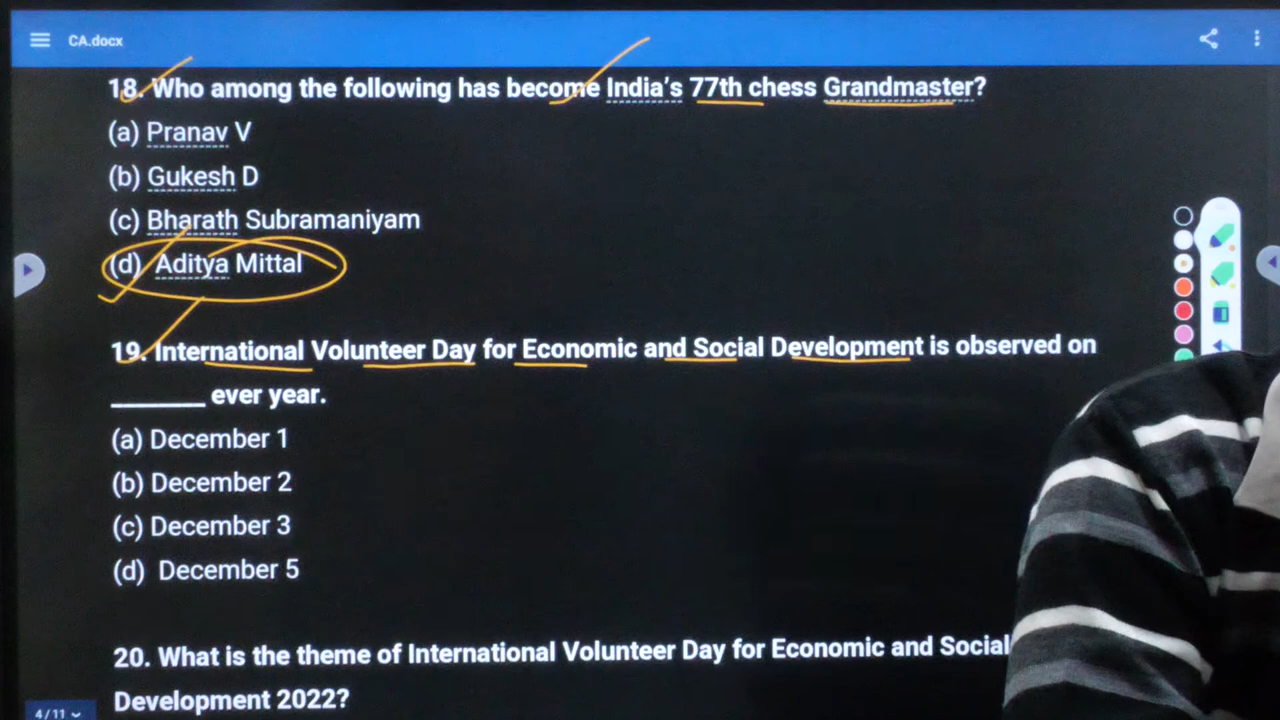 CA.docx
18. Who among the following has become India's 77th chess Grandmaster?
(a) Pranav V
(b) Gukesh D
(c) Bharath Subramaniyam
(d) Aditya Mittal
19. International Volunteer Day for Economic and Social Development is observed on
_______ ever year.
(a) December 1
(b) December 2
(c) December 3
(d) December 5
20. What is the theme of International Volunteer Day for Economic and Social
Development 2022?
4/11